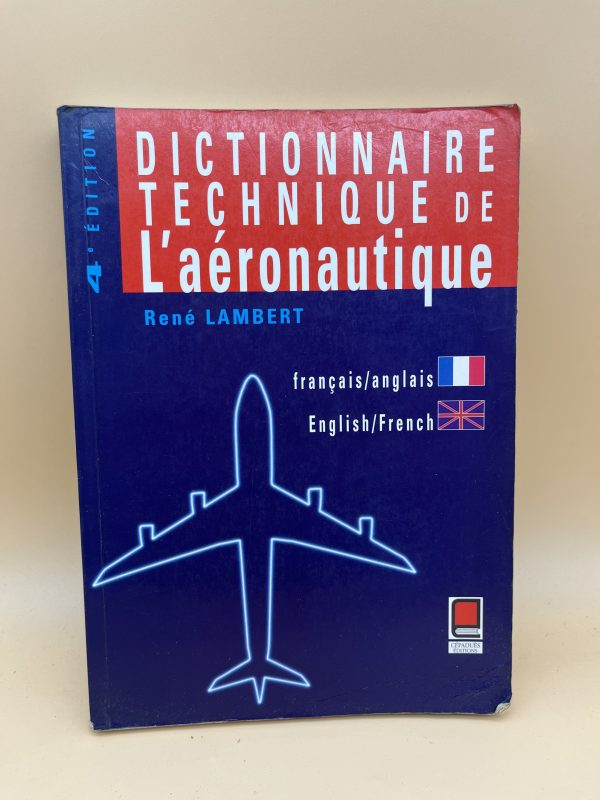 DICTIONNAIRE
TECHNIQUE DE
L'aéronautique
4e ÉDITION
René LAMBERT
français/anglais
English/French
CÉPADUÈS
ÉDITIONS